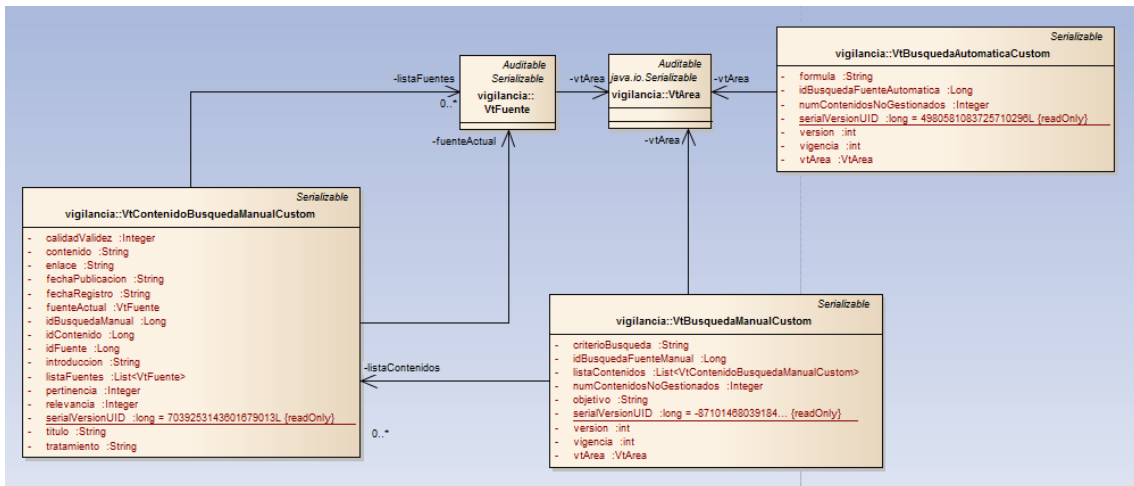 Serializable
vigilancia::VtBusquedaAutomaticaCustom
- formula :String
- idBusquedaFuenteAutomatica :Long
- numContenidosNoGestionados :Integer
- serialVersionUID :long = 4980581083725710296L {readOnly}
- version :int
- vigencia :int
- vtArea :VtArea
Auditable
Serializable
vigilancia::
VtFuente
Auditable
java.io.Serializable
vigilancia::VtArea
-listaFuentes
0..*
-vtArea
-vtArea
-fuenteActual
-vtArea
Serializable
vigilancia::VtContenidoBusquedaManualCustom
- calidadValidez :Integer
- contenido :String
- enlace :String
- fechaPublicacion :String
- fechaRegistro :String
- fuenteActual :VtFuente
- idBusquedaManual :Long
- idContenido :Long
- idFuente :Long
- introduccion :String
- listaFuentes :List<VtFuente>
- pertinencia :Integer
- relevancia :Integer
- serialVersionUID :long = 7039253143601679013L {readOnly}
- titulo :String
- tratamiento :String
-listaContenidos
0..*
Serializable
vigilancia::VtBusquedaManualCustom
- criterioBusqueda :String
- idBusquedaFuenteManual :Long
- listaContenidos :List<VtContenidoBusquedaManualCustom>
- numContenidosNoGestionados :Integer
- objetivo :String
- serialVersionUID :long = -87101468039184... {readOnly}
- version :int
- vigencia :int
- vtArea :VtArea